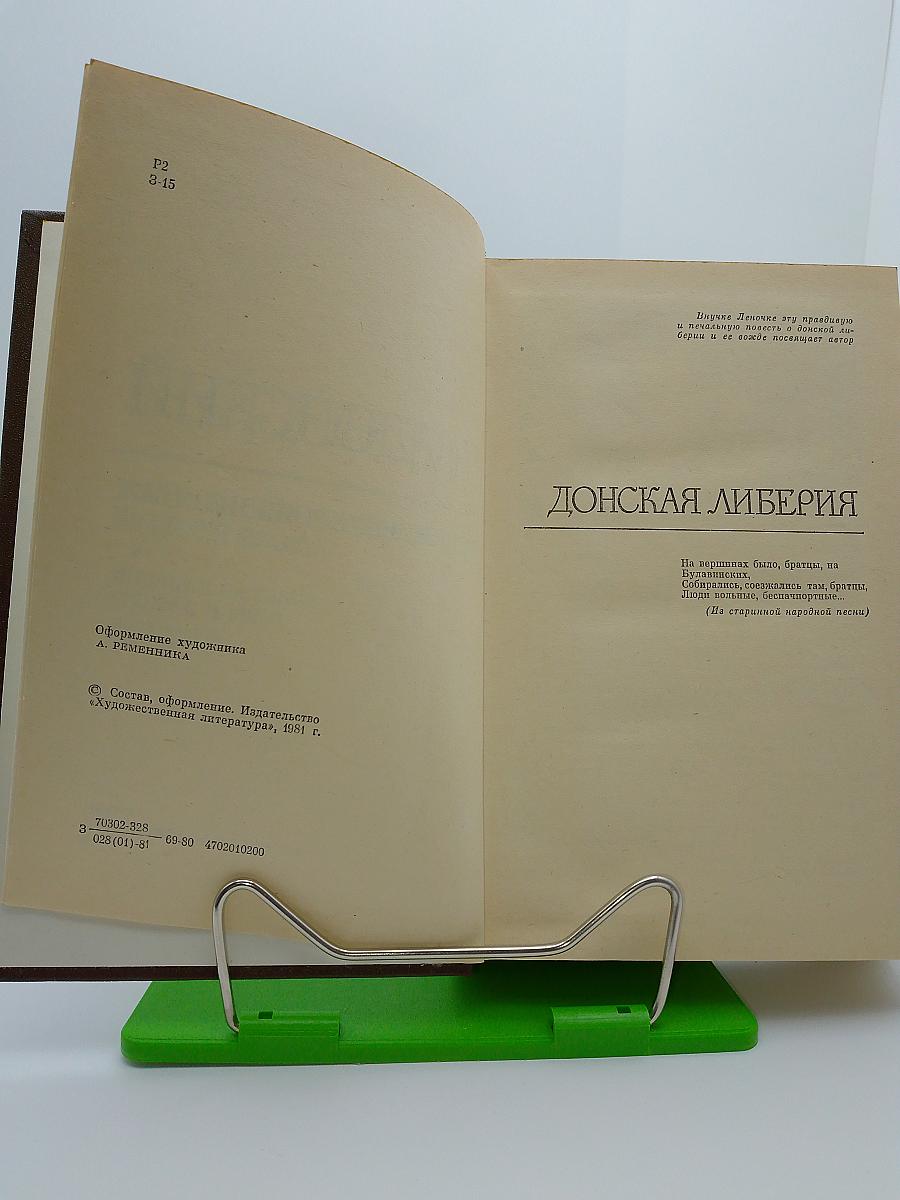 Р2
З-15
Оформление художника
А. РЕМЕННИКА
© Состав, оформление. Издательство
«Художественная литература», 1981 г.
З 70302-328
028(01)-81 69-80 4702010200
Внучке Леночке эту правдивую
и печальную повесть о донской ли-
берии и ее вожде посвящает автор
ДОНСКАЯ ЛИБЕРИЯ
На вершинах было, братцы, на
Булавинских,
Собирались, соезжались там, братцы,
Люди вольные, беспачпортные...
(Из старинной народной песни)